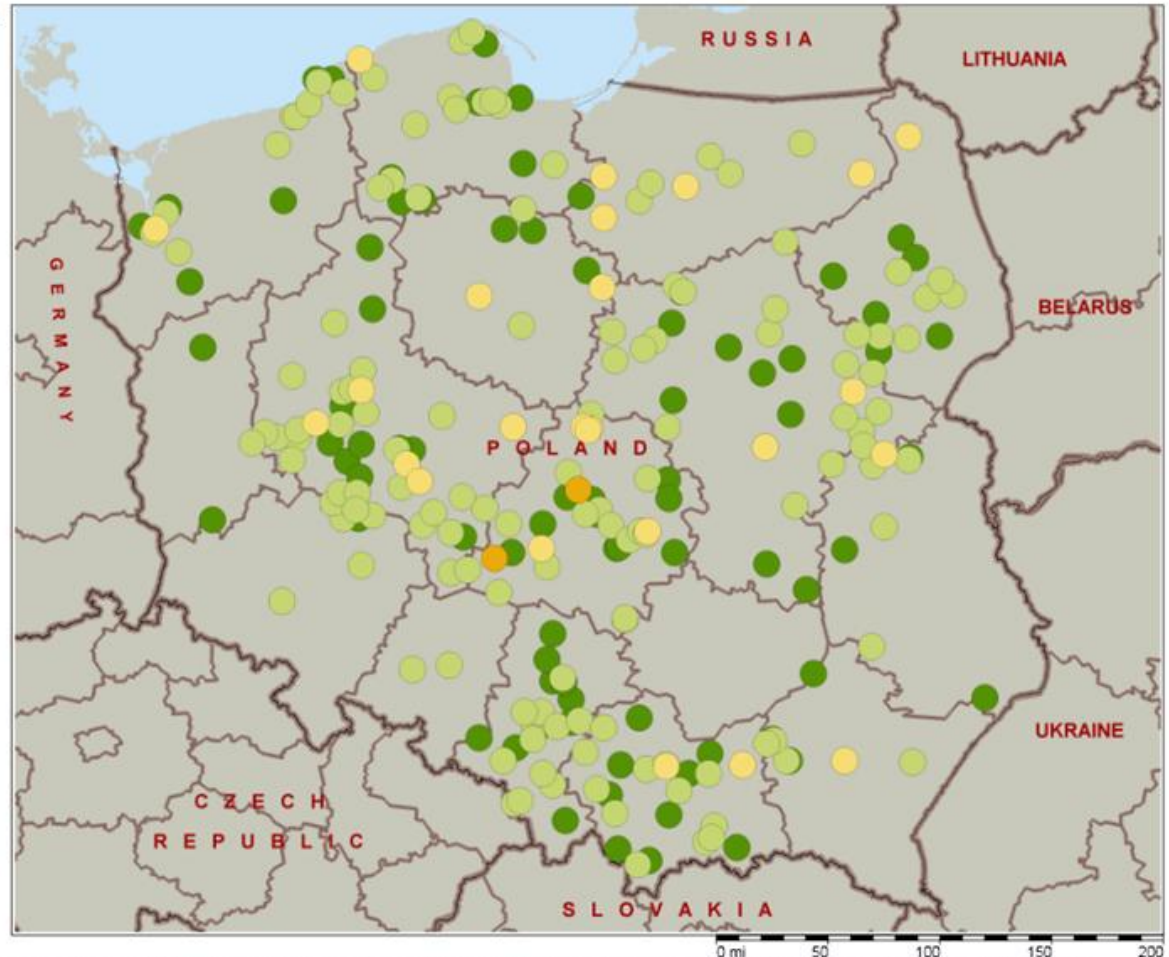 RUSSIA
LITHUANIA
GERMANY
BELARUS
POLAND
UKRAINE
CZECH
REPUBLIC
SLOVAKIA
0 mi 50 100 150 200